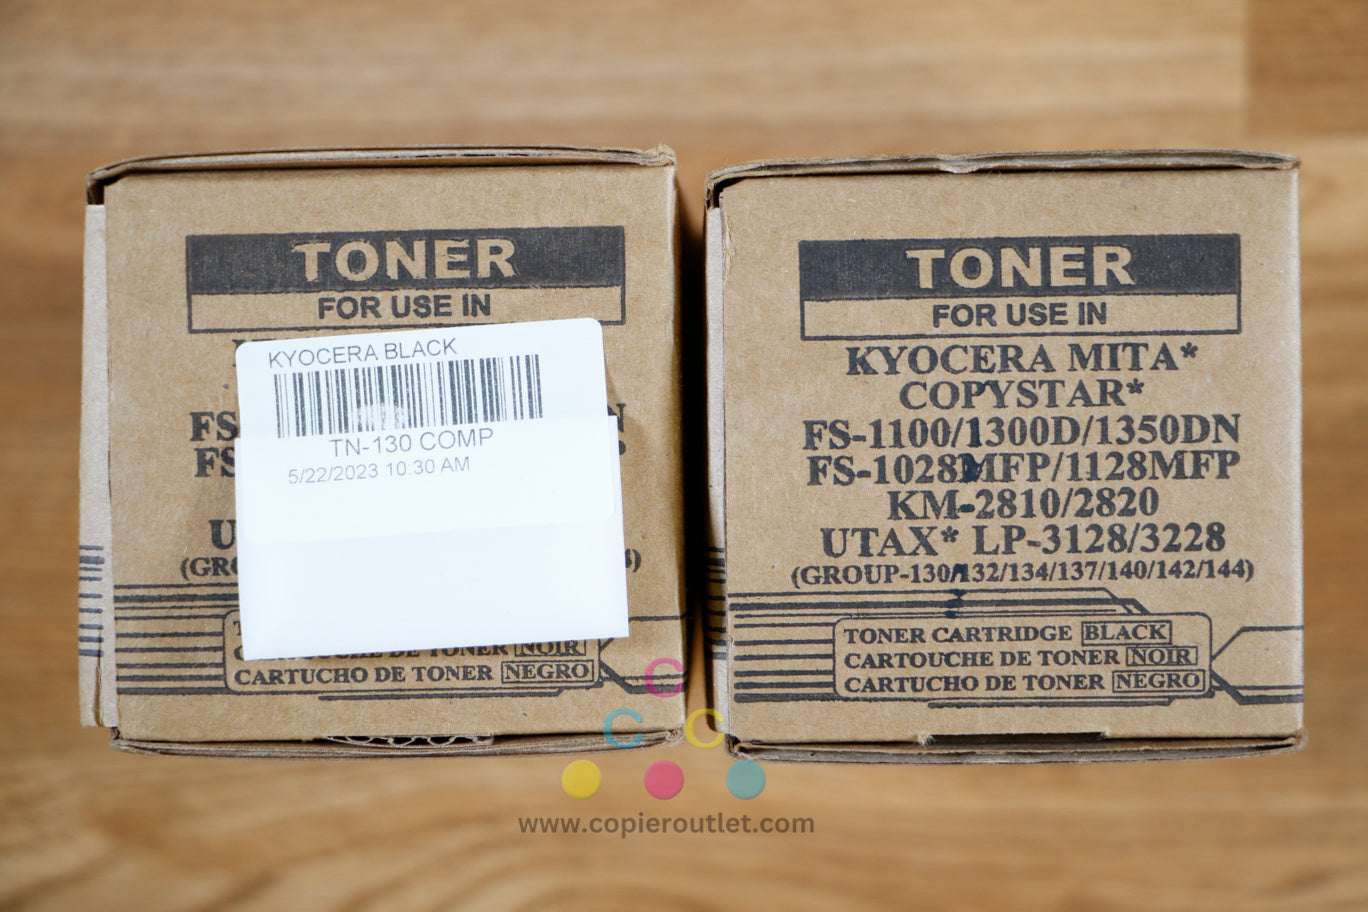 TONER
FOR USE IN
KYOCERA BLACK
TN-130 COMP
5/22/2023 10:30 AM
FS
FS
U
(GR
NOIR
CARTUCHO DE TONER NEGRO
TONER
FOR USE IN
KYOCERA MITA*
COPYSTAR*
FS-1100/1300D/1350DN
FS-1028MFP/1128MFP
KM-2810/2820
UTAX* LP-3128/3228
(GROUP-130/132/134/137/140/142/144)
TONER CARTRIDGE BLACK
CARTOUCHE DE TONER NOIR
CARTUCHO DE TONER NEGRO
C
C C
www.copieroutlet.com